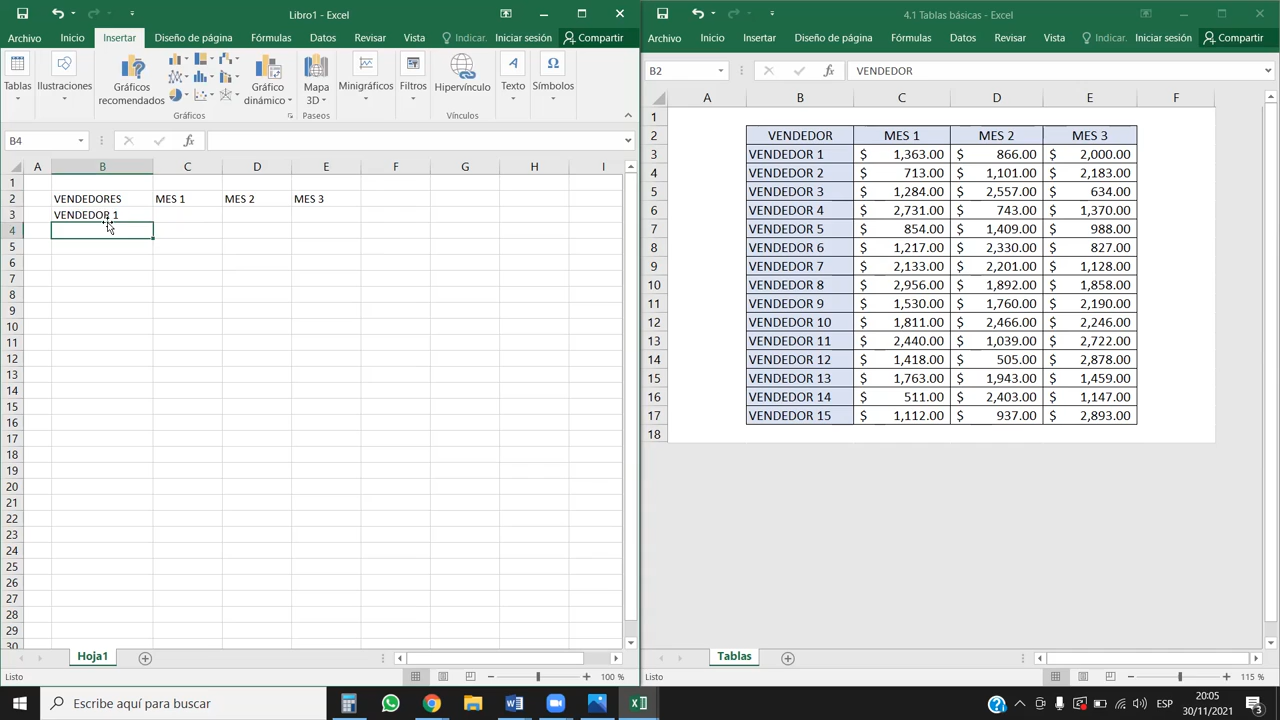 Libro1 - Excel
Archivo Inicio Insertar Diseño de página Fórmulas Datos Revisar Vista Indicar. Iniciar sesión Compartir
Tablas Ilustraciones Gráficos recomendados Gráfico dinámico Mapa 3D Minigráficos Filtros Hipervínculo Texto Símbolos
Gráficos Paseos Vínculos
B4 fx
A B C D E F G H I
1
2 VENDEDORES MES 1 MES 2 MES 3
3 VENDEDOR 1
4
5
6
7
8
9
10
11
12
13
14
15
16
17
18
19
20
21
22
23
24
25
26
27
28
29
30
Hoja1
Listo 100 %
4.1 Tablas básicas - Excel
Archivo Inicio Insertar Diseño de página Fórmulas Datos Revisar Vista Indicar. Iniciar sesión Compartir
B2 fx VENDEDOR
A B C D E F
1
2 VENDEDOR MES 1 MES 2 MES 3
3 VENDEDOR 1 $ 1,363.00 $ 866.00 $ 2,000.00
4 VENDEDOR 2 $ 713.00 $ 1,101.00 $ 2,183.00
5 VENDEDOR 3 $ 1,284.00 $ 2,557.00 $ 634.00
6 VENDEDOR 4 $ 2,731.00 $ 743.00 $ 1,370.00
7 VENDEDOR 5 $ 854.00 $ 1,409.00 $ 988.00
8 VENDEDOR 6 $ 1,217.00 $ 2,330.00 $ 827.00
9 VENDEDOR 7 $ 2,133.00 $ 2,201.00 $ 1,128.00
10 VENDEDOR 8 $ 2,956.00 $ 1,892.00 $ 1,858.00
11 VENDEDOR 9 $ 1,530.00 $ 1,760.00 $ 2,190.00
12 VENDEDOR 10 $ 1,811.00 $ 2,466.00 $ 2,246.00
13 VENDEDOR 11 $ 2,440.00 $ 1,039.00 $ 2,722.00
14 VENDEDOR 12 $ 1,418.00 $ 505.00 $ 2,878.00
15 VENDEDOR 13 $ 1,763.00 $ 1,943.00 $ 1,459.00
16 VENDEDOR 14 $ 511.00 $ 2,403.00 $ 1,147.00
17 VENDEDOR 15 $ 1,112.00 $ 937.00 $ 2,893.00
18
Tablas
Listo 115 %
Escribe aquí para buscar
ESP 20:05
30/11/2021 3